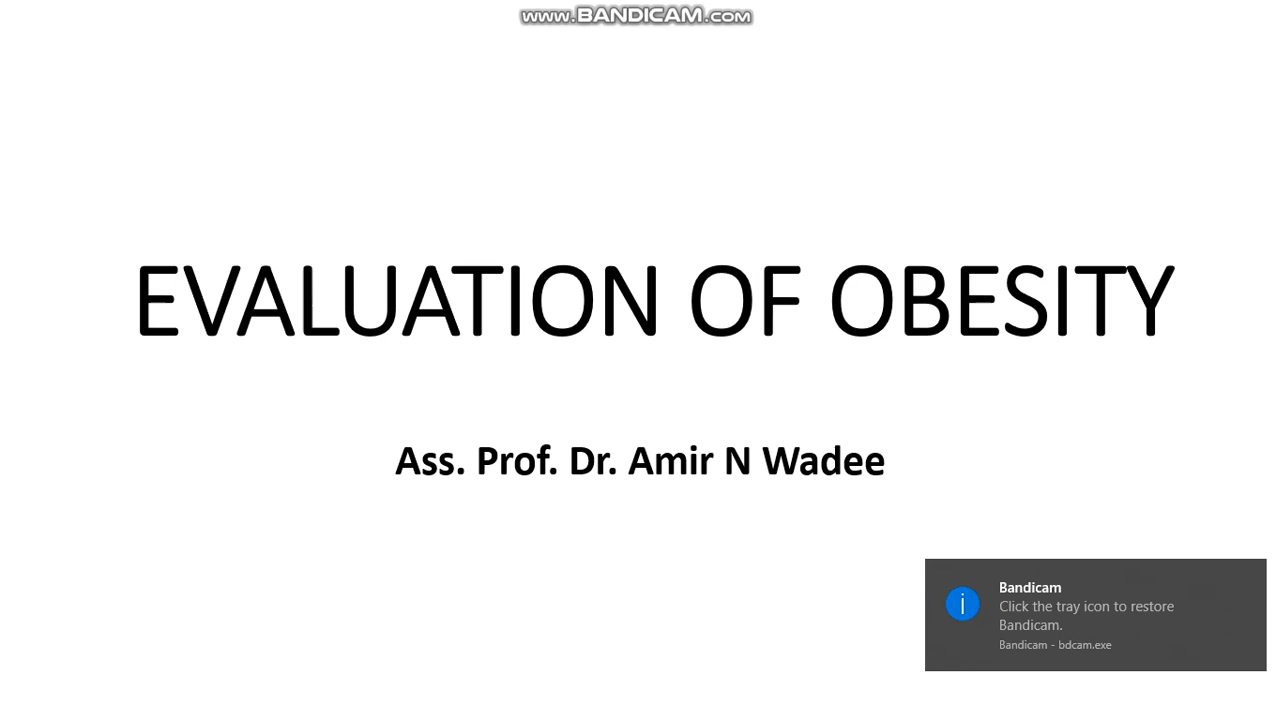 www.BANDICAM.com
EVALUATION OF OBESITY
Ass. Prof. Dr. Amir N Wadee
Bandicam
Click the tray icon to restore
Bandicam.
Bandicam - bdcam.exe